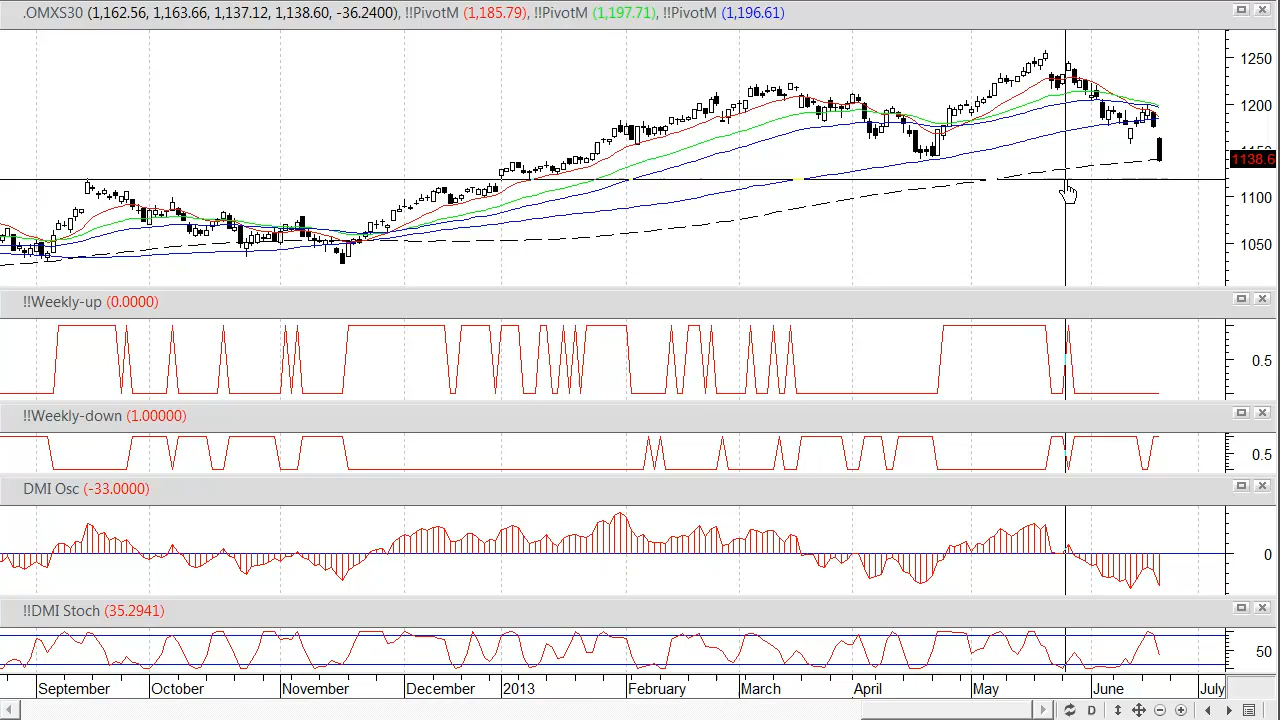 .OMXS30 (1,162.56, 1,163.66, 1,137.12, 1,138.60, -36.2400), !!PivotM (1,185.79), !!PivotM (1,197.71), !!PivotM (1,196.61)
1250
1200
1138.6
1100
1050
!!Weekly-up (0.0000)
0.5
!!Weekly-down (1.00000)
0.5
DMI Osc (-33.0000)
0
!!DMI Stoch (35.2941)
50
September October November December 2013 February March April May June July
D